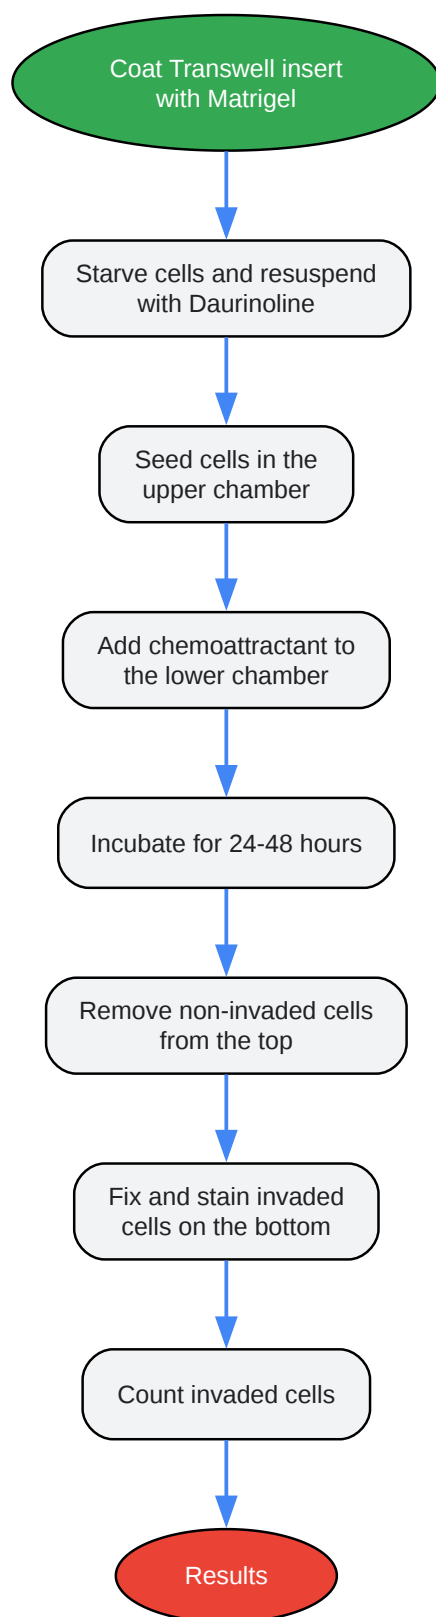 Coat Transwell insert
with Matrigel
Starve cells and resuspend
with Daurinoline
Seed cells in the
upper chamber
Add chemoattractant to
the lower chamber
Incubate for 24-48 hours
Remove non-invaded cells
from the top
Fix and stain invaded
cells on the bottom
Count invaded cells
Results